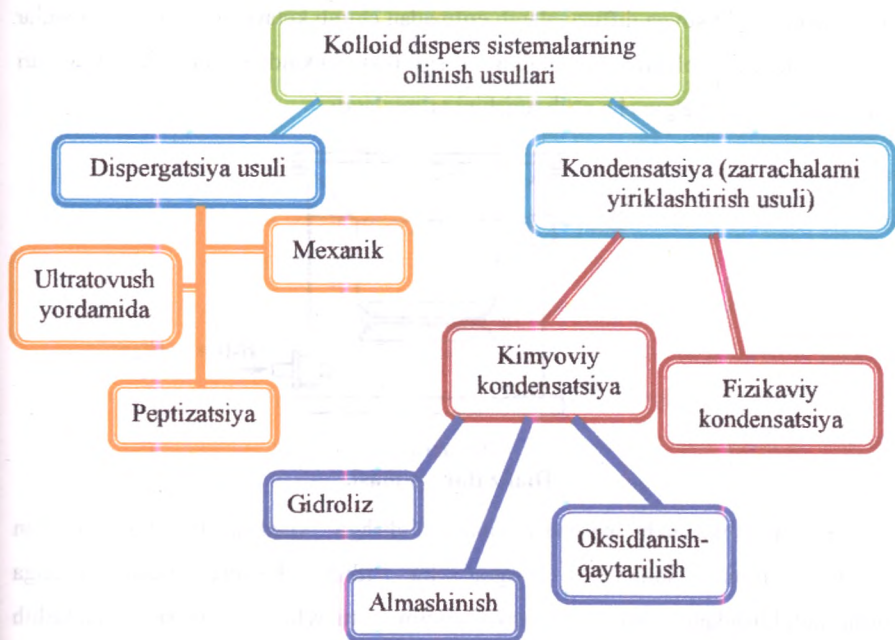 Kolloid dispers sistemalarning
olinish usullari
Dispergatsiya usuli
Kondensatsiya (zarrachalarni
yiriklashtirish usuli)
Mexanik
Ultratovush
yordamida
Peptizatsiya
Kimyoviy
kondensatsiya
Fizikaviy
kondensatsiya
Gidroliz
Oksidlanish-
qaytarilish
Almashinish